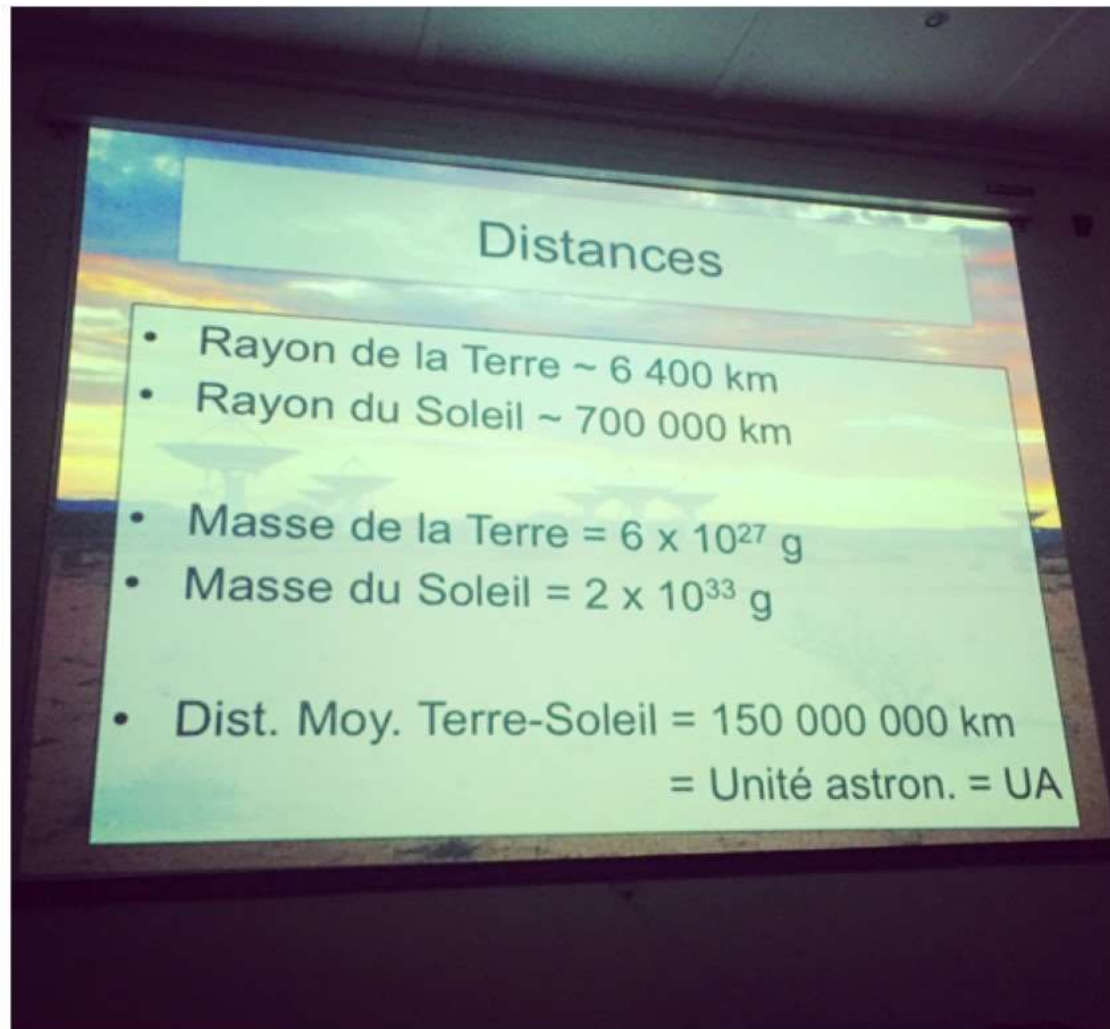 Distances
• Rayon de la Terre ~ 6 400 km
• Rayon du Soleil ~ 700 000 km
• Masse de la Terre = 6 x 10²⁷ g
• Masse du Soleil = 2 x 10³³ g
• Dist. Moy. Terre-Soleil = 150 000 000 km
= Unité astron. = UA